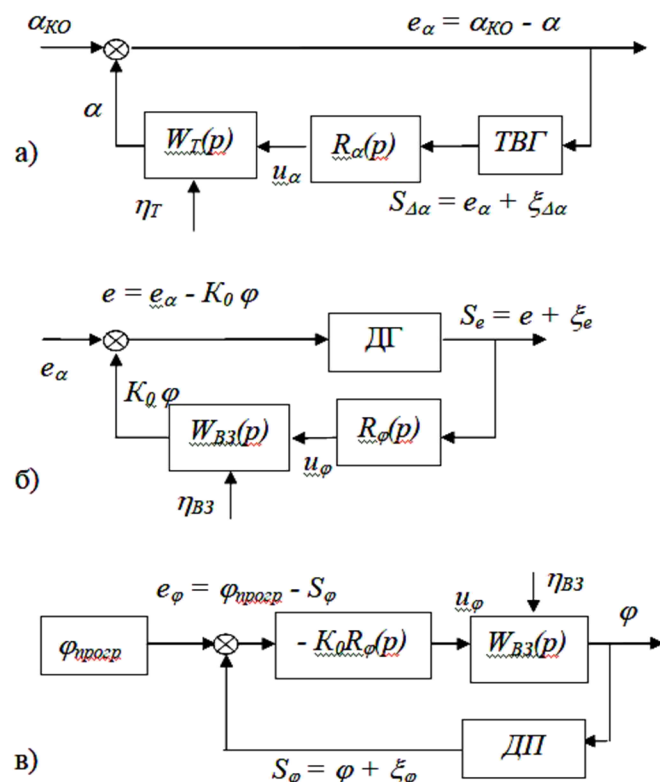 α_КО
e_α = α_КО - α
α
W_T(p)
R_α(p)
ТВГ
u_α
а)
S_Δα = e_α + ξ_Δα
η_T
e = e_α - K_0 φ
S_e = e + ξ_e
ДГ
e_α
K_0 φ
W_ВЗ(p)
R_φ(p)
u_φ
б)
η_ВЗ
e_φ = φ_прогр - S_φ
u_φ
η_ВЗ
φ_прогр
- K_0R_φ(p)
W_ВЗ(p)
φ
ДП
в)
S_φ = φ + ξ_φ